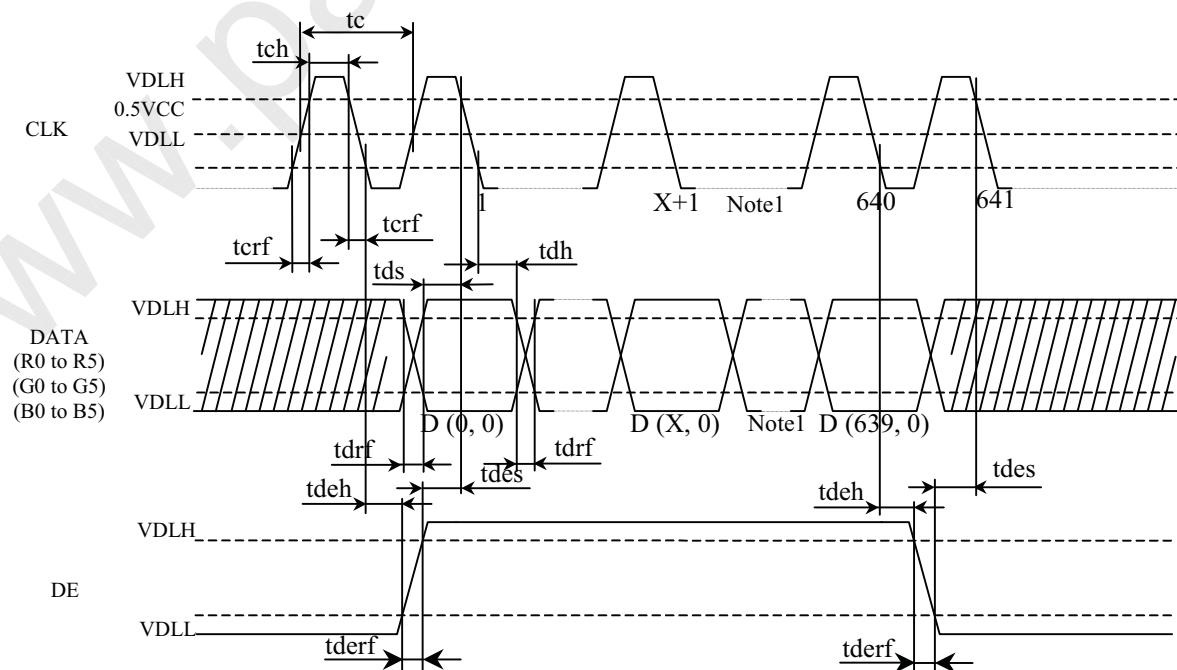 www.pa
tc
tch
VDLH
0.5VCC
VDLL
CLK
1
X+1
Note1
640
641
tcrf
tcrf
tds
tdh
VDLH
DATA
(R0 to R5)
(G0 to G5)
(B0 to B5)
VDLL
D (0, 0)
D (X, 0)
Note1
D (639, 0)
tdrf
tdrf
tdes
tdes
tdeh
tdeh
VDLH
DE
VDLL
tderf
tderf